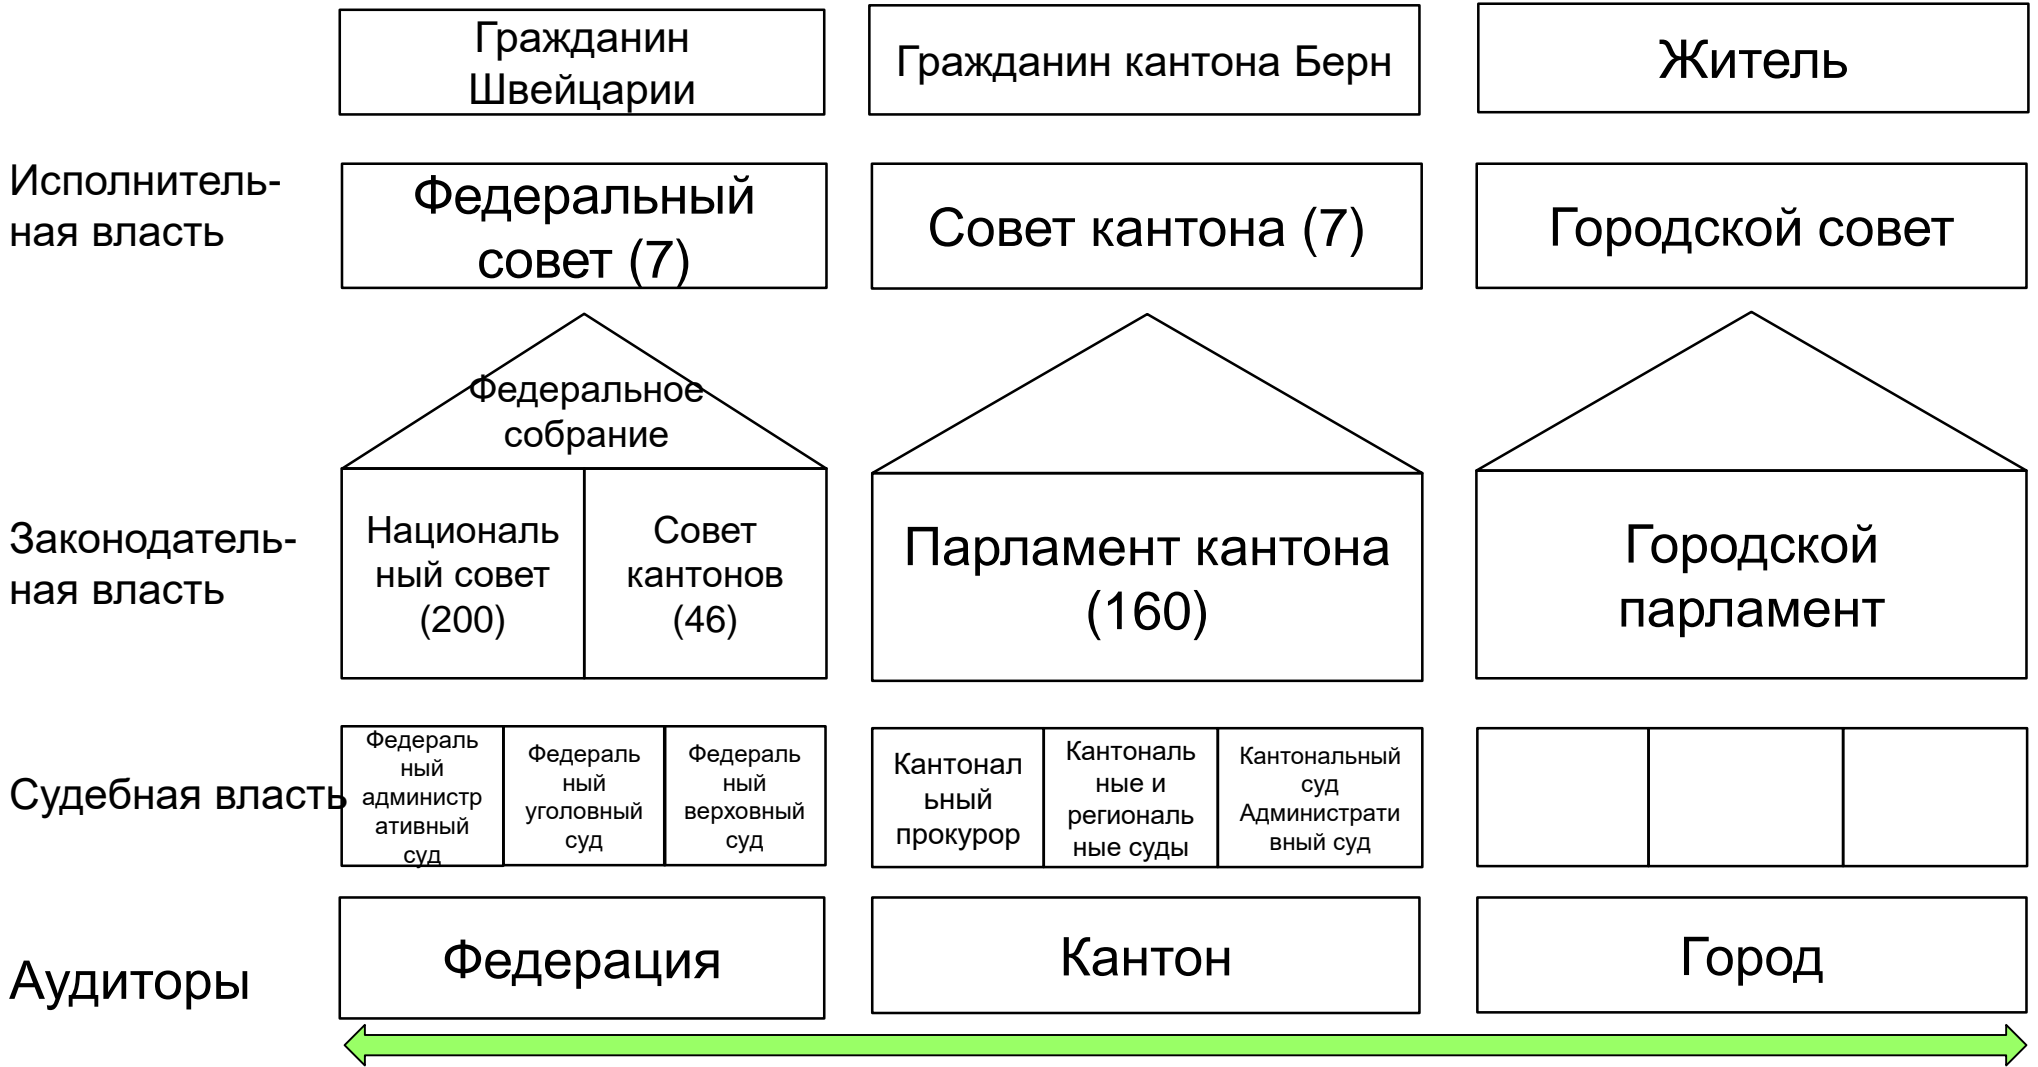 Гражданин
Швейцарии
Гражданин кантона Берн
Житель
Исполнитель-
ная власть
Федеральный
совет (7)
Совет кантона (7)
Городской совет
Федеральное
собрание
Законодатель-
ная власть
Националь
ный совет
(200)
Совет
кантонов
(46)
Парламент кантона
(160)
Городской
парламент
Судебная власть
Федераль
ный
администр
ативный
суд
Федераль
ный
уголовный
суд
Федераль
ный
верховный
суд
Кантонал
ьный
прокурор
Кантональ
ные и
региональ
ные суды
Кантональный
суд
Администрати
вный суд
Аудиторы
Федерация
Кантон
Город